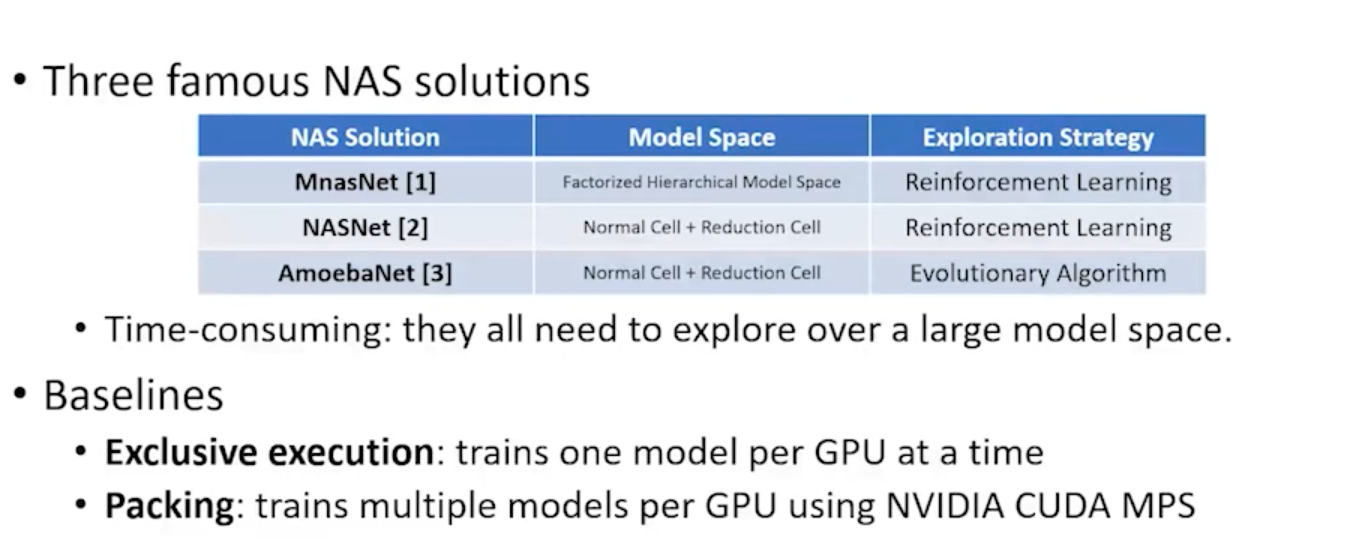 • Three famous NAS solutions
NAS Solution Model Space Exploration Strategy
MnasNet [1] Factorized Hierarchical Model Space Reinforcement Learning
NASNet [2] Normal Cell + Reduction Cell Reinforcement Learning
AmoebaNet [3] Normal Cell + Reduction Cell Evolutionary Algorithm
• Time-consuming: they all need to explore over a large model space.
• Baselines
• Exclusive execution: trains one model per GPU at a time
• Packing: trains multiple models per GPU using NVIDIA CUDA MPS